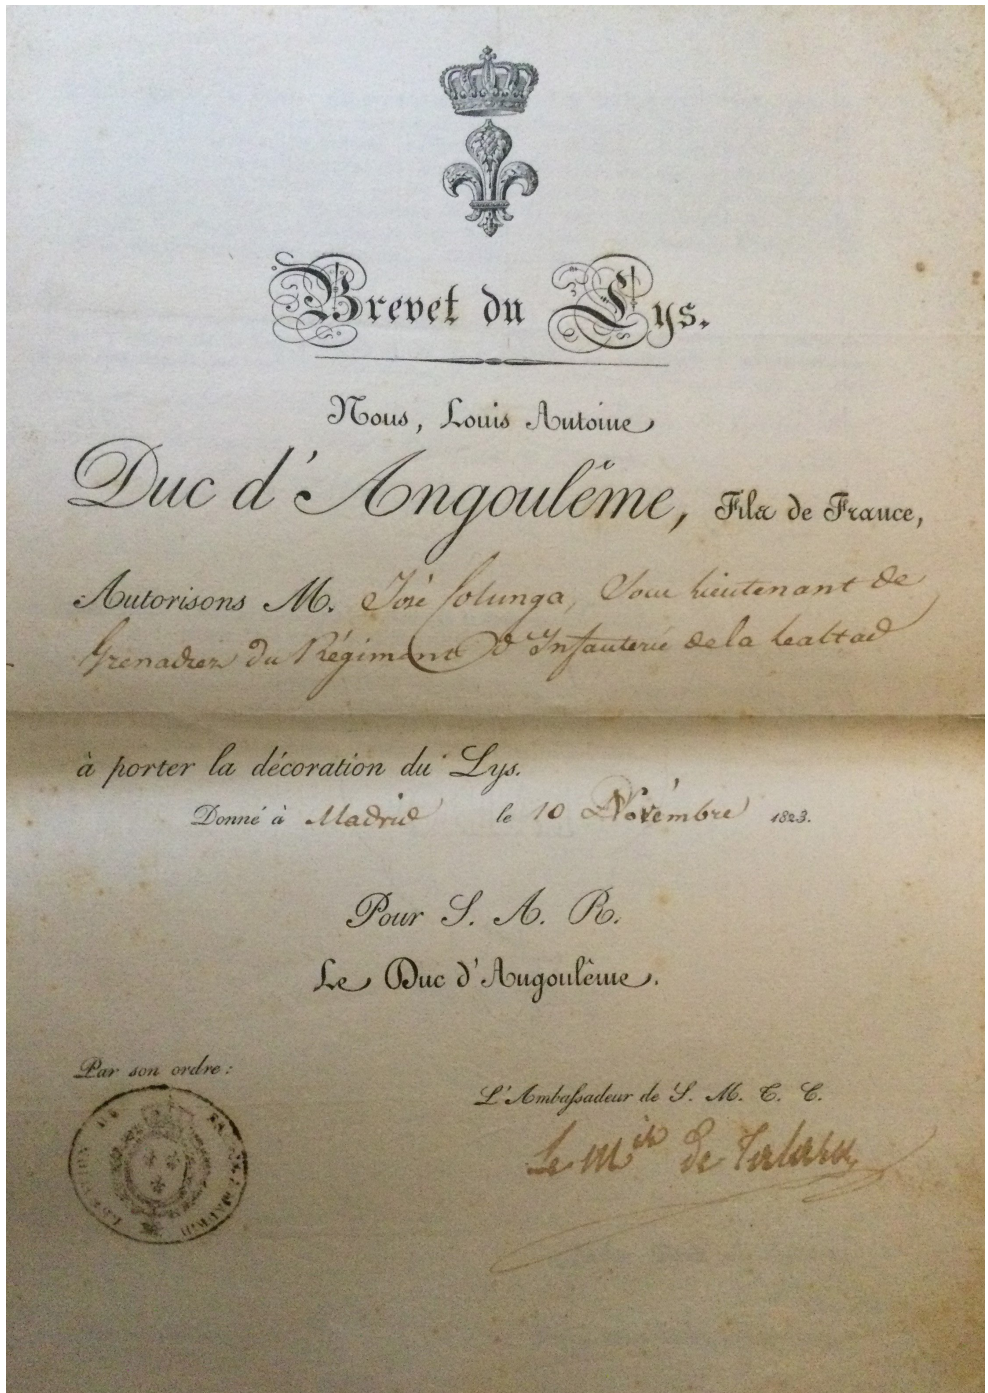 Brevet du Lys.
Nous, Louis Antoine
Duc d'Angoulême, Fils de France,
Autorisons M. José Colunga, Sous lieutenant de
Grenadiers du Régiment d'Infanterie de la Lealtad
à porter la décoration du Lys.
Donné à Madrid le 10 Novémbre 1823.
Pour S. A. R.
Le Duc d'Angoulême.
Par son ordre:
L'Ambassadeur de S. M. T. C.
Le Mis de Talaru